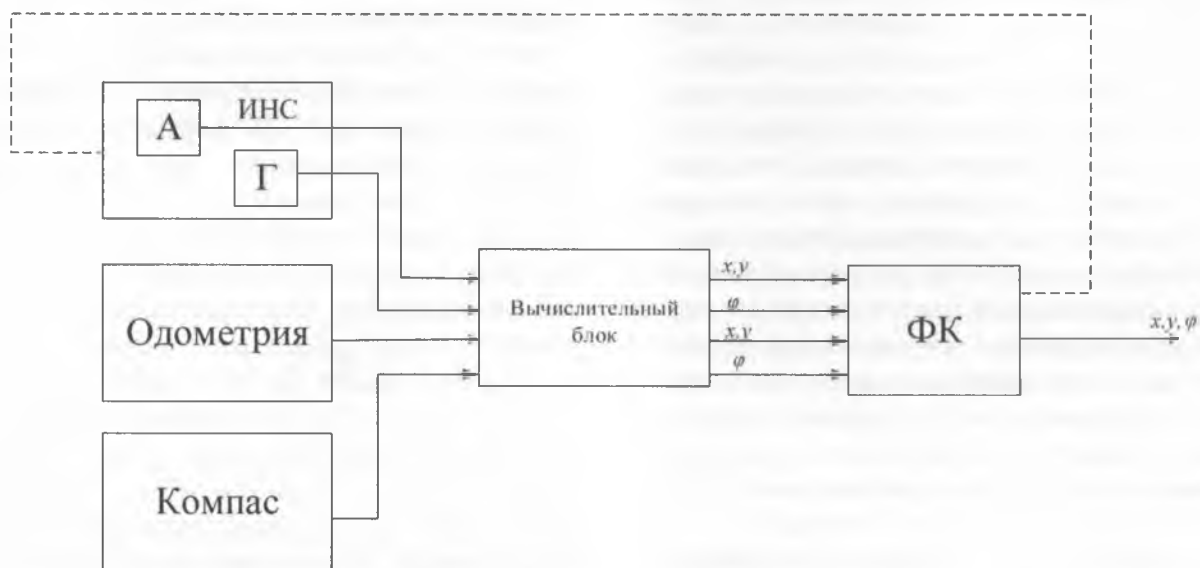 ИНС
А
Г
Одометрия
Компас
Вычислительный
блок
x,y
φ
x,y
φ
ФК
x,y,φ